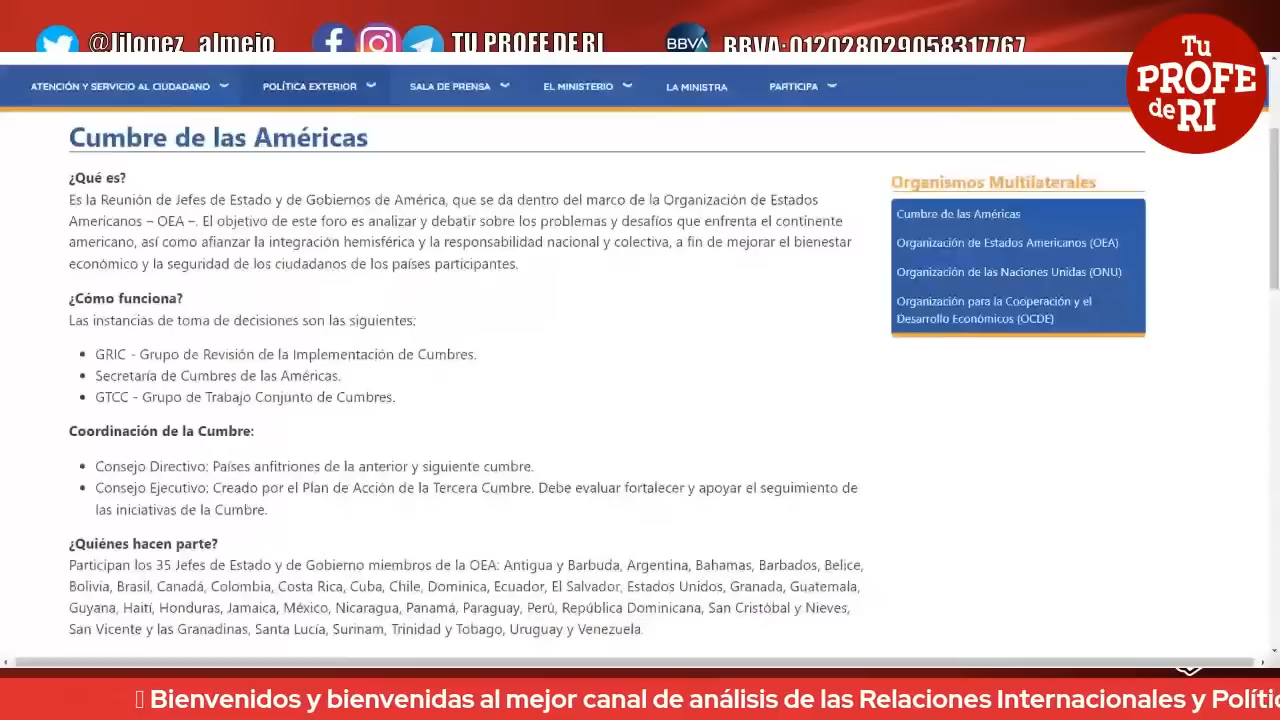 @Jilopez_almejo
TU PROFE DE RI
BBVA
BBVA: 012028029058317767
Tu
PROFE
de RI
ATENCIÓN Y SERVICIO AL CIUDADANO
POLÍTICA EXTERIOR
SALA DE PRENSA
EL MINISTERIO
LA MINISTRA
PARTICIPA
Cumbre de las Américas
¿Qué es?
Es la Reunión de Jefes de Estado y de Gobiernos de América, que se da dentro del marco de la Organización de Estados
Americanos – OEA –. El objetivo de este foro es analizar y debatir sobre los problemas y desafíos que enfrenta el continente
americano, así como afianzar la integración hemisférica y la responsabilidad nacional y colectiva, a fin de mejorar el bienestar
económico y la seguridad de los ciudadanos de los países participantes.
¿Cómo funciona?
Las instancias de toma de decisiones son las siguientes:
• GRIC - Grupo de Revisión de la Implementación de Cumbres.
• Secretaría de Cumbres de las Américas.
• GTCC - Grupo de Trabajo Conjunto de Cumbres.
Coordinación de la Cumbre:
• Consejo Directivo: Países anfitriones de la anterior y siguiente cumbre.
• Consejo Ejecutivo: Creado por el Plan de Acción de la Tercera Cumbre. Debe evaluar fortalecer y apoyar el seguimiento de
las iniciativas de la Cumbre.
¿Quiénes hacen parte?
Participan los 35 Jefes de Estado y de Gobierno miembros de la OEA: Antigua y Barbuda, Argentina, Bahamas, Barbados, Belice,
Bolivia, Brasil, Canadá, Colombia, Costa Rica, Cuba, Chile, Dominica, Ecuador, El Salvador, Estados Unidos, Granada, Guatemala,
Guyana, Haití, Honduras, Jamaica, México, Nicaragua, Panamá, Paraguay, Perú, República Dominicana, San Cristóbal y Nieves,
San Vicente y las Granadinas, Santa Lucía, Surinam, Trinidad y Tobago, Uruguay y Venezuela
Organismos Multilaterales
Cumbre de las Américas
Organización de Estados Americanos (OEA)
Organización de las Naciones Unidas (ONU)
Organización para la Cooperación y el
Desarrollo Económicos (OCDE)
Bienvenidos y bienvenidas al mejor canal de análisis de las Relaciones Internacionales y Polític